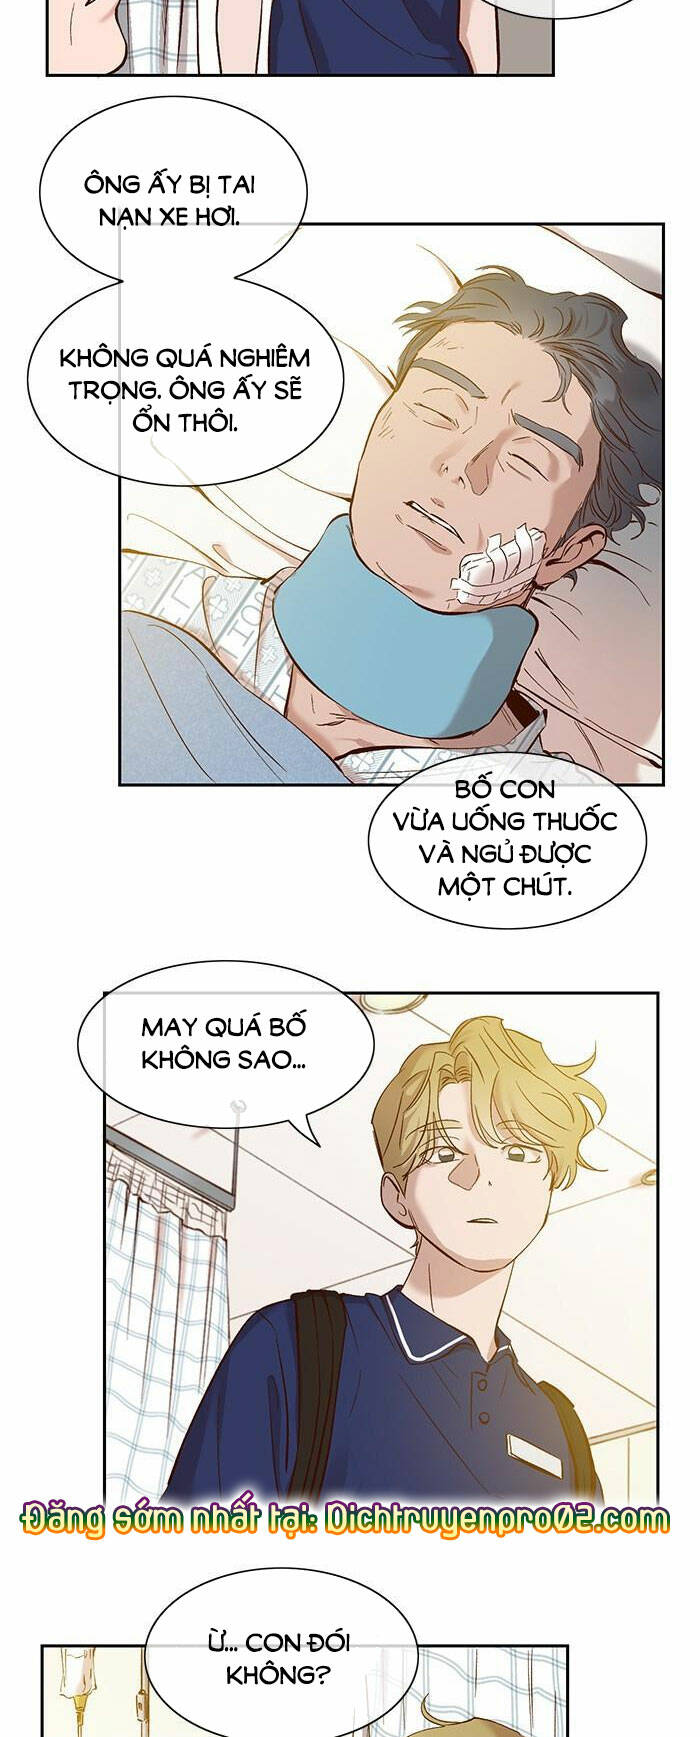 ÔNG ẤY BỊ TAI
NẠN XE HƠI.
KHÔNG QUÁ NGHIÊM
TRỌNG. ÔNG ẤY SẼ
ỔN THÔI.
BỐ CON
VỪA UỐNG THUỐC
VÀ NGỦ ĐƯỢC
MỘT CHÚT.
MAY QUÁ BỐ
KHÔNG SAO...
Đăng sớm nhất tại: Dichtruyenpro02.com
Ừ... CON ĐÓI
KHÔNG?